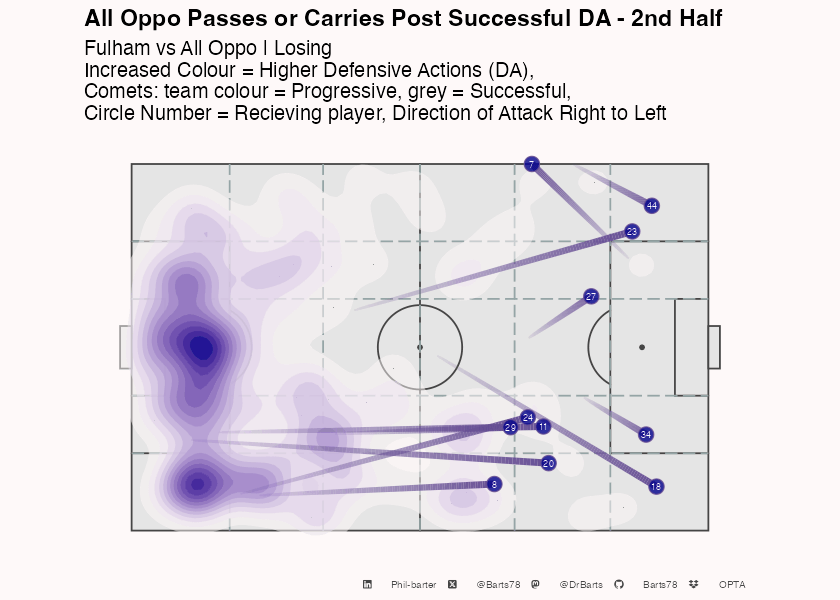 All Oppo Passes or Carries Post Successful DA - 2nd Half
Fulham vs All Oppo | Losing
Increased Colour = Higher Defensive Actions (DA),
Comets: team colour = Progressive, grey = Successful,
Circle Number = Recieving player, Direction of Attack Right to Left
7
44
23
27
24
29 11
34
20
8
18
Phil-barter @Barts78 @DrBarts Barts78 OPTA